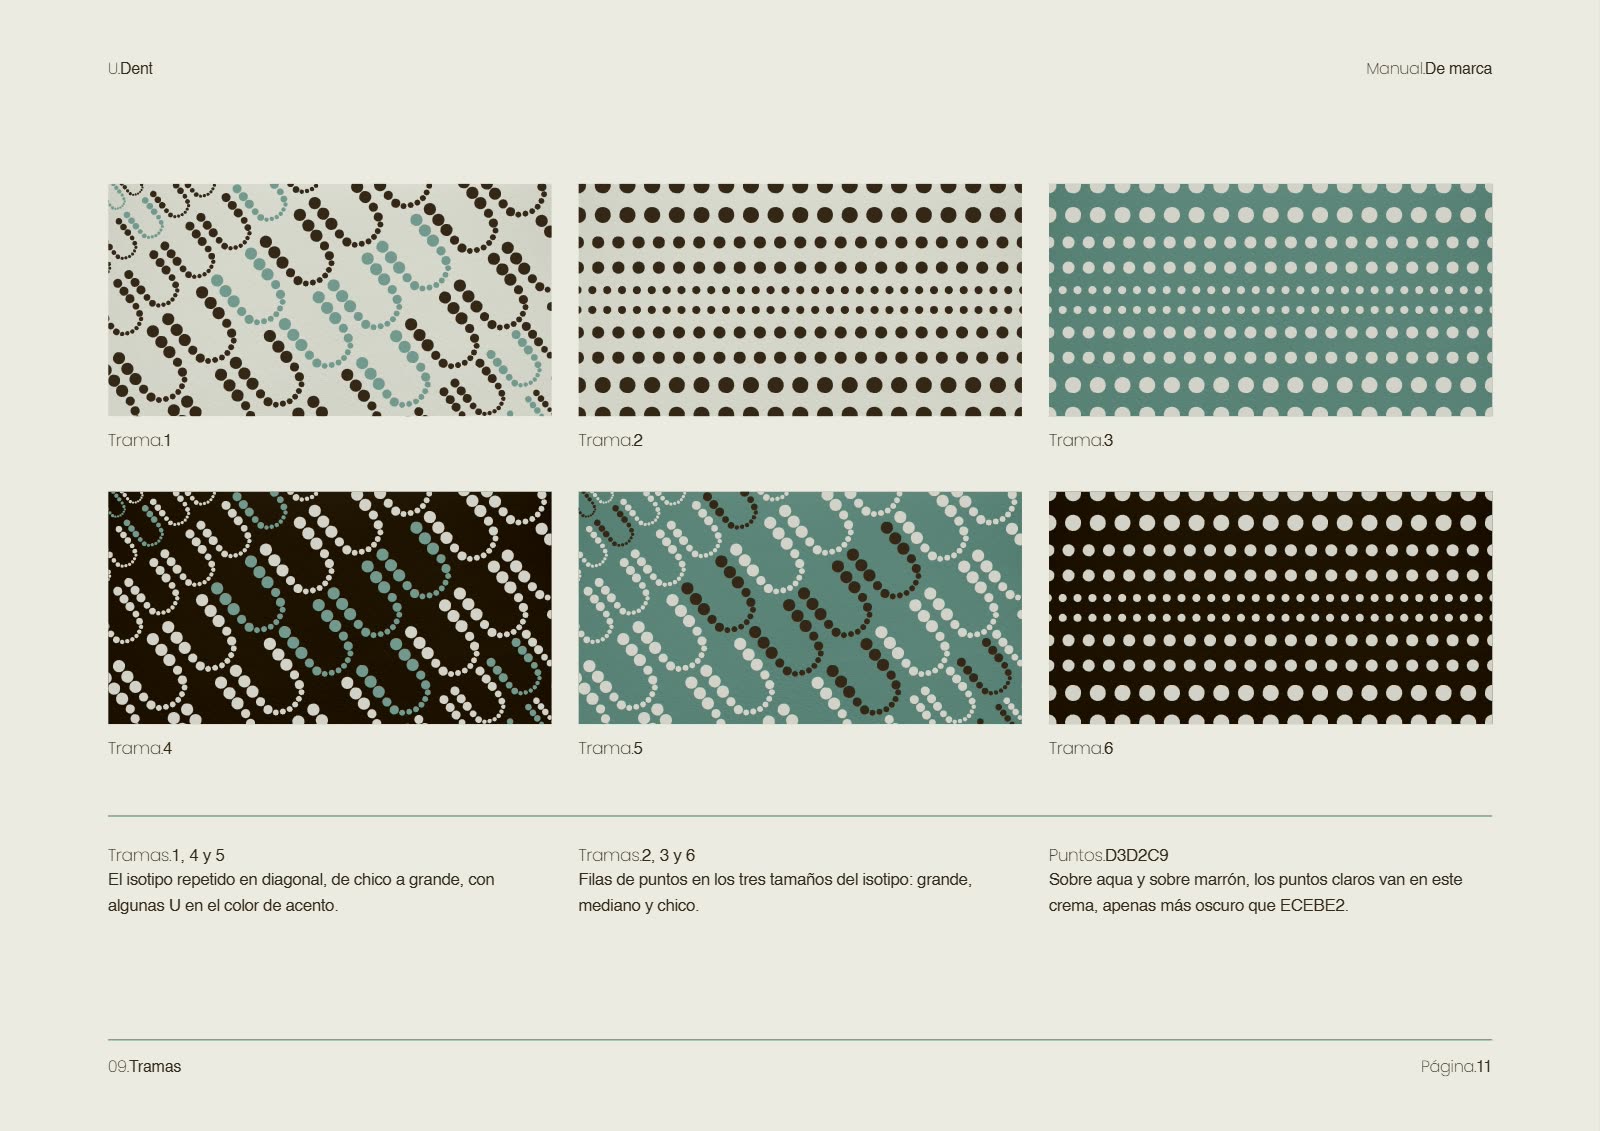 U.Dent
Manual.De marca
Trama.1
Trama.2
Trama.3
Trama.4
Trama.5
Trama.6
Tramas.1, 4 y 5
El isotipo repetido en diagonal, de chico a grande, con
algunas U en el color de acento.
Tramas.2, 3 y 6
Filas de puntos en los tres tamaños del isotipo: grande,
mediano y chico.
Puntos.D3D2C9
Sobre aqua y sobre marrón, los puntos claros van en este
crema, apenas más oscuro que ECEBE2.
09.Tramas
Página.11